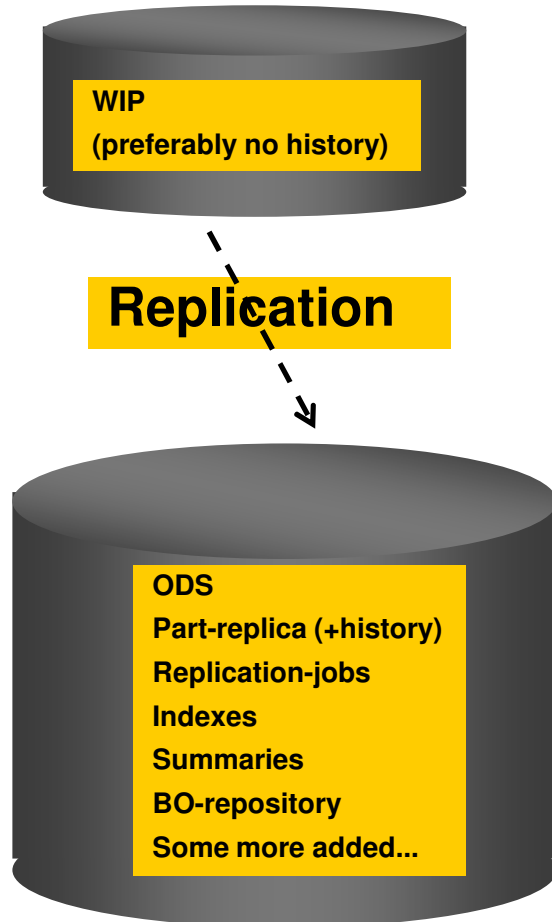 WIP
(preferably no history)
Replication
ODS
Part-replica (+history)
Replication-jobs
Indexes
Summaries
BO-repository
Some more added...